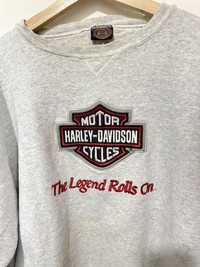 MOTOR
HARLEY-DAVIDSON
CYCLES
The Legend Rolls On